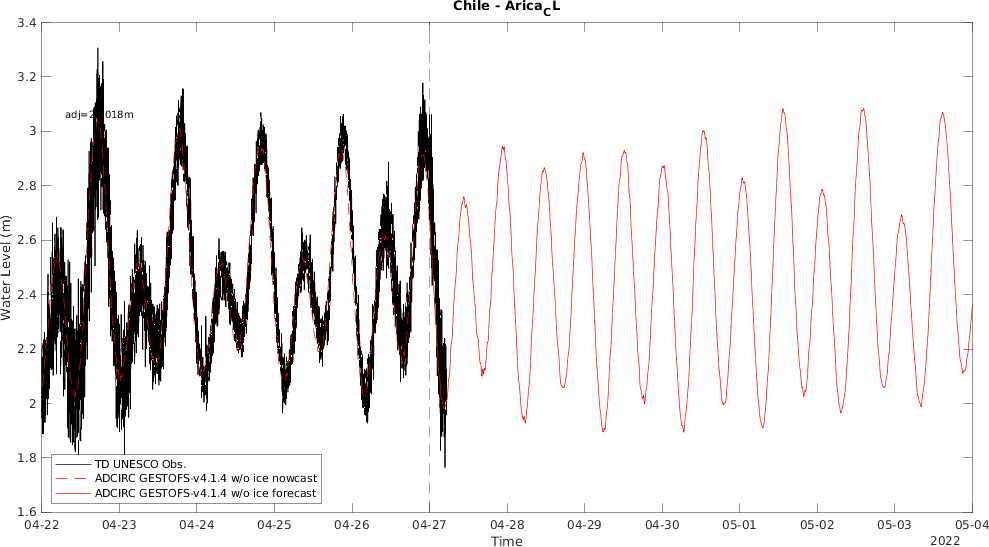 Chile - Arica_CL
3.4
3.2
3
2.8
2.6
2.4
2.2
2
1.8
1.6
Water Level (m)
TD UNESCO Obs.
ADCIRC GESTOFS-v4.1.4 w/o ice nowcast
ADCIRC GESTOFS-v4.1.4 w/o ice forecast
04-22 04-23 04-24 04-25 04-26 04-27 04-28 04-29 04-30 05-01 05-02 05-03 05-04
Time
2022